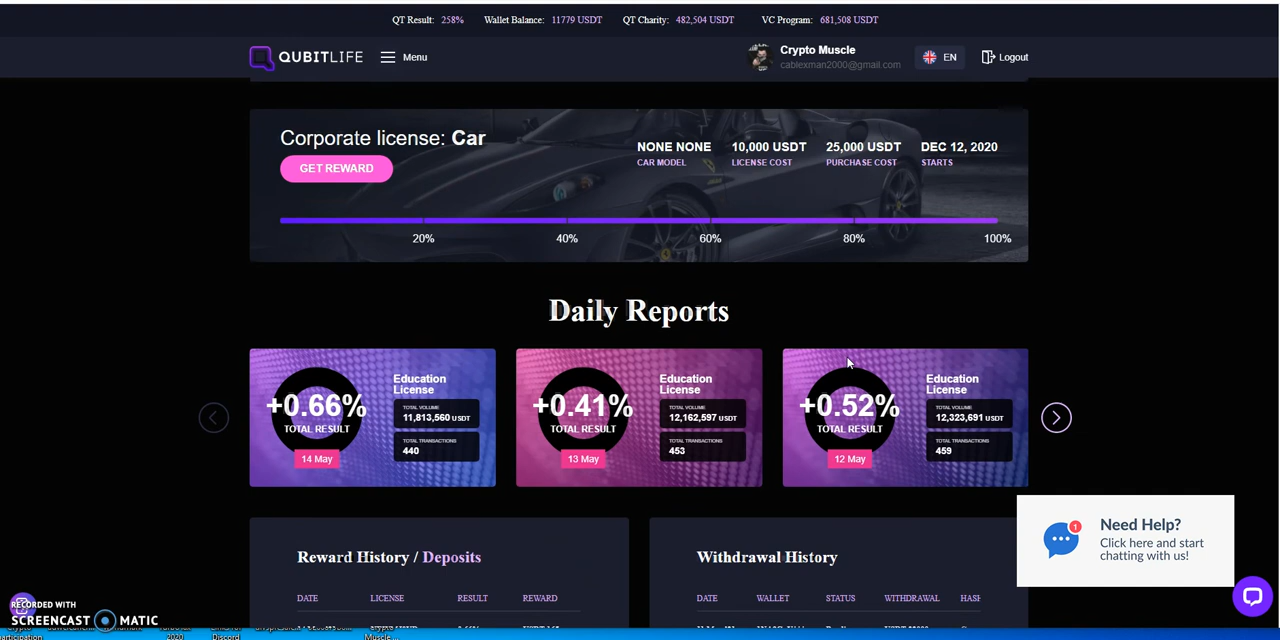 QT Result: 258% Wallet Balance: 11779 USDT QT Charity: 482,504 USDT VC Program: 681,508 USDT
QUBITLIFE Menu Crypto Muscle EN Logout
cablexman2000@gmail.com
Corporate license: Car
GET REWARD
NONE NONE 10,000 USDT 25,000 USDT DEC 12, 2020
CAR MODEL LICENSE COST PURCHASE COST STARTS
20% 40% 60% 80% 100%
Daily Reports
+0.66%
TOTAL RESULT
14 May
Education
License
TOTAL VOLUME
11,813,560 USDT
TOTAL TRANSACTIONS
440
+0.41%
TOTAL RESULT
13 May
Education
License
TOTAL VOLUME
12,162,597 USDT
TOTAL TRANSACTIONS
453
+0.52%
TOTAL RESULT
12 May
Education
License
TOTAL VOLUME
12,323,691 USDT
TOTAL TRANSACTIONS
459
Reward History / Deposits
DATE LICENSE RESULT REWARD
Withdrawal History
DATE WALLET STATUS WITHDRAWAL HASH
1
Need Help?
Click here and start
chatting with us!
RECORDED WITH
SCREENCAST MATIC
2020 Discord Muscle...